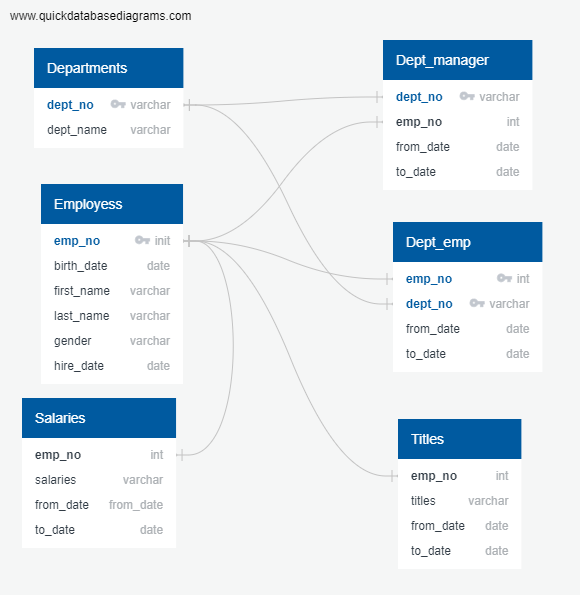 www.quickdatabasediagrams.com
Departments
dept_no varchar
dept_name varchar
Employess
emp_no init
birth_date date
first_name varchar
last_name varchar
gender varchar
hire_date date
Salaries
emp_no int
salaries varchar
from_date from_date
to_date date
Dept_manager
dept_no varchar
emp_no int
from_date date
to_date date
Dept_emp
emp_no int
dept_no varchar
from_date date
to_date date
Titles
emp_no int
titles varchar
from_date date
to_date date